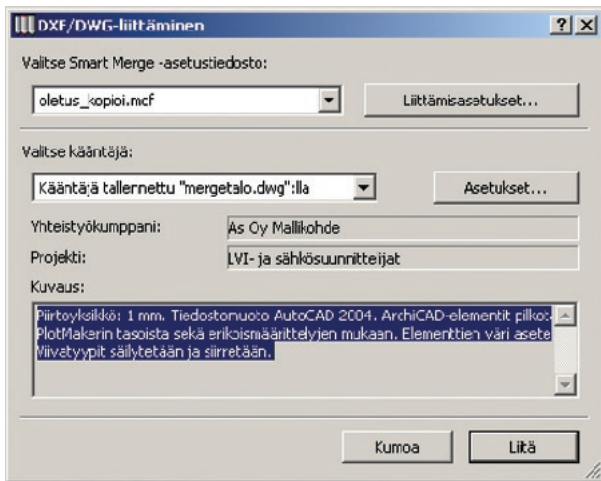 DXF/DWG-liittäminen
Valitse Smart Merge -asetustiedosto:
oletus_kopioi.mcf
Liittämisasetukset...
Valitse kääntäjä:
Kääntäjä tallennettu "mergetalo.dwg":lla
Asetukset...
Yhteistyökumppani:
As Oy Mallikohde
Projekti:
LVI- ja sähkösuunnitteijat
Kuvaus:
Piirtoyksikkö: 1 mm. Tiedostomuoto AutoCAD 2004. ArchiCAD-elementit pilkot
PlotMakerin tasoista sekä erikoismäärittelyjen mukaan. Elementtien väri asete
Viivatyypit säilytetään ja siirretään.
Kumoa
Liitä